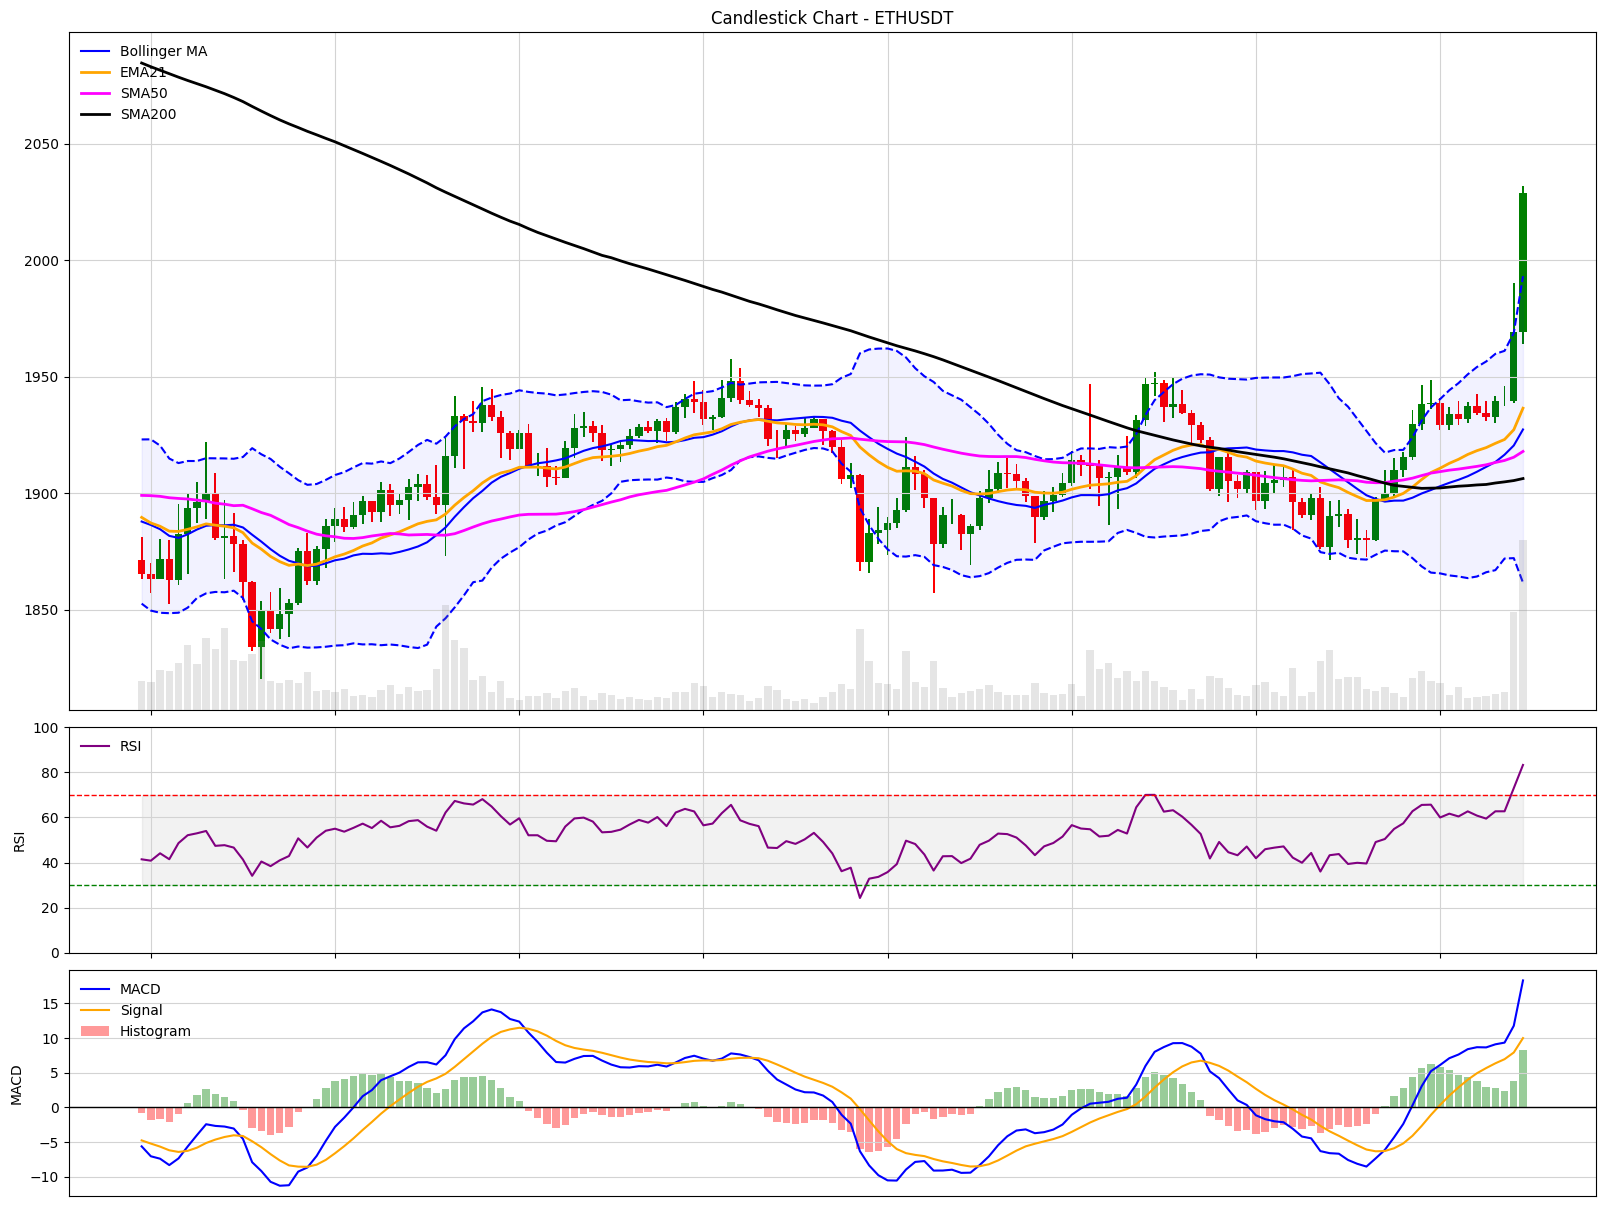 Candlestick Chart - ETHUSDT
Bollinger MA
EMA21
SMA50
SMA200
2050
2000
1950
1900
1850
100
80
60
40
20
0
RSI
RSI
15
10
5
0
−5
−10
MACD
MACD
Signal
Histogram